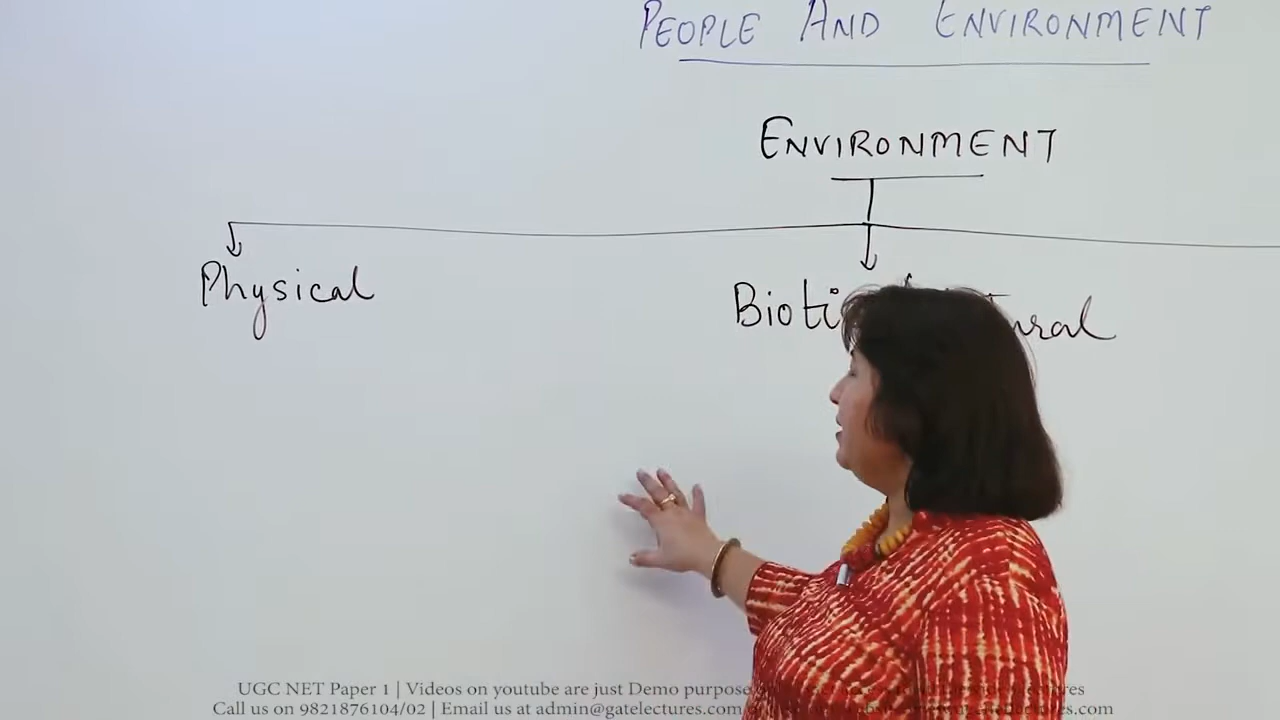 PEOPLE AND ENVIRONMENT
ENVIRONMENT
Physical
UGC NET Paper 1 | Videos on youtube are just Demo purpose
Call us on 9821876104/02 | Email us at admin@gatelectures.com